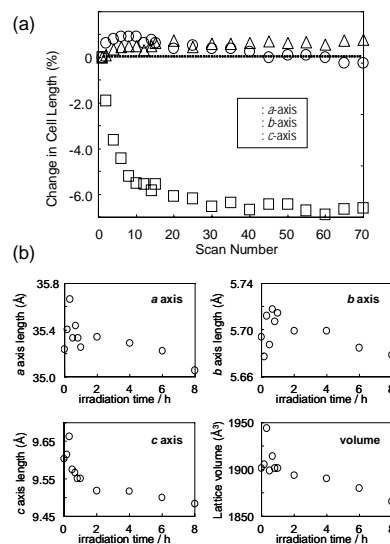 (a)
Change in Cell Length (%)
0
-2.0
-4.0
-6.0
: a-axis
: b-axis
: c-axis
0 10 20 30 40 50 60 70
Scan Number
(b)
35.8
35.4
35.0
a axis length (Å)
a axis
0 2 4 6 8
irradiation time / h
5.74
5.70
5.66
b axis length (Å)
b axis
0 2 4 6 8
irradiation time / h
9.65
9.55
9.45
c axis length (Å)
c axis
0 2 4 6 8
irradiation time / h
1950
1900
1850
Lattice volume (Å³)
volume
0 2 4 6 8
irradiation time / h